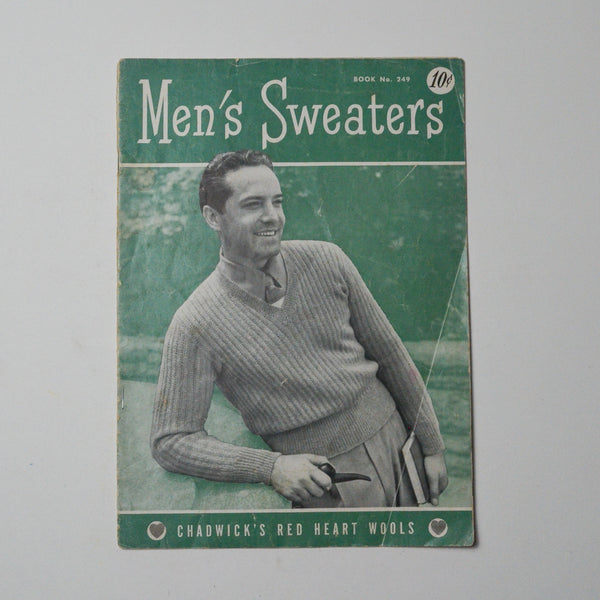 BOOK No. 249
10¢
Men's Sweaters
CHADWICK'S RED HEART WOOLS